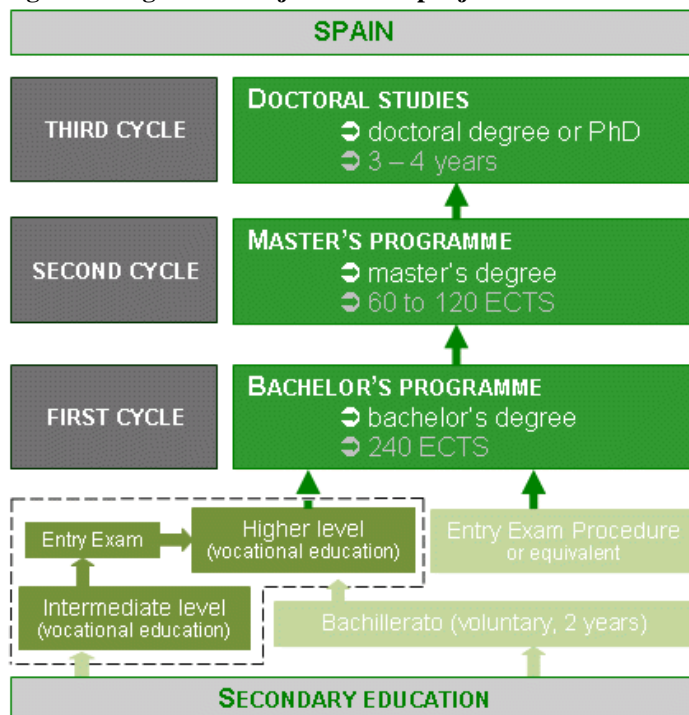 SPAIN
THIRD CYCLE
DOCTORAL STUDIES
➲ doctoral degree or PhD
➲ 3 – 4 years
SECOND CYCLE
MASTER'S PROGRAMME
➲ master's degree
➲ 60 to 120 ECTS
FIRST CYCLE
BACHELOR'S PROGRAMME
➲ bachelor's degree
➲ 240 ECTS
Entry Exam
Higher level
(vocational education)
Entry Exam Procedure
or equivalent
Intermediate level
(vocational education)
Bachillerato (voluntary, 2 years)
SECONDARY EDUCATION